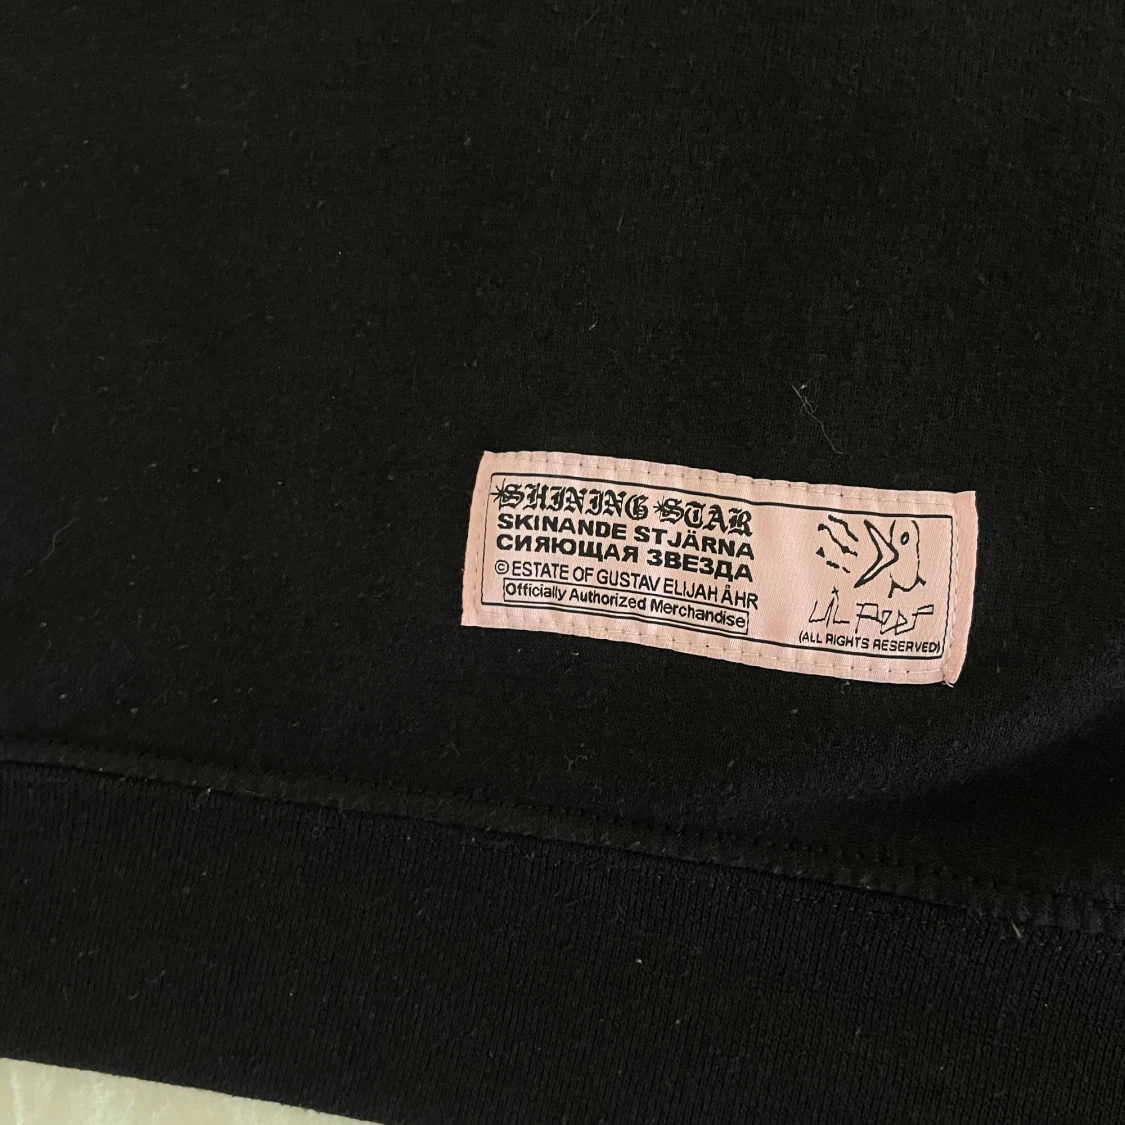 SHINING STAR
SKINANDE STJÄRNA
СИЯЮЩАЯ ЗВЕЗДА
© ESTATE OF GUSTAV ELIJAH ÅHR
Officially Authorized Merchandise
LiL PEEP
(ALL RIGHTS RESERVED)